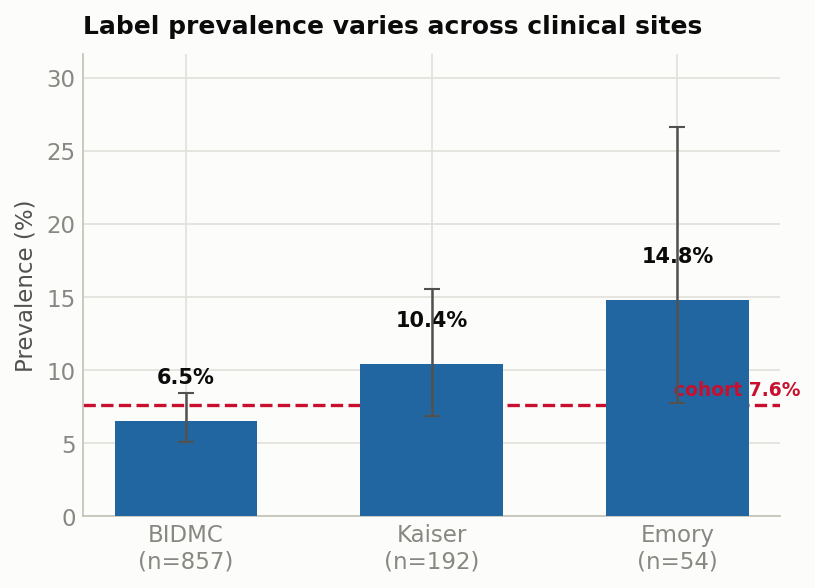 Label prevalence varies across clinical sites
Prevalence (%)
30
25
20
15
10
5
0
6.5%
10.4%
14.8%
cohort 7.6%
BIDMC
(n=857)
Kaiser
(n=192)
Emory
(n=54)